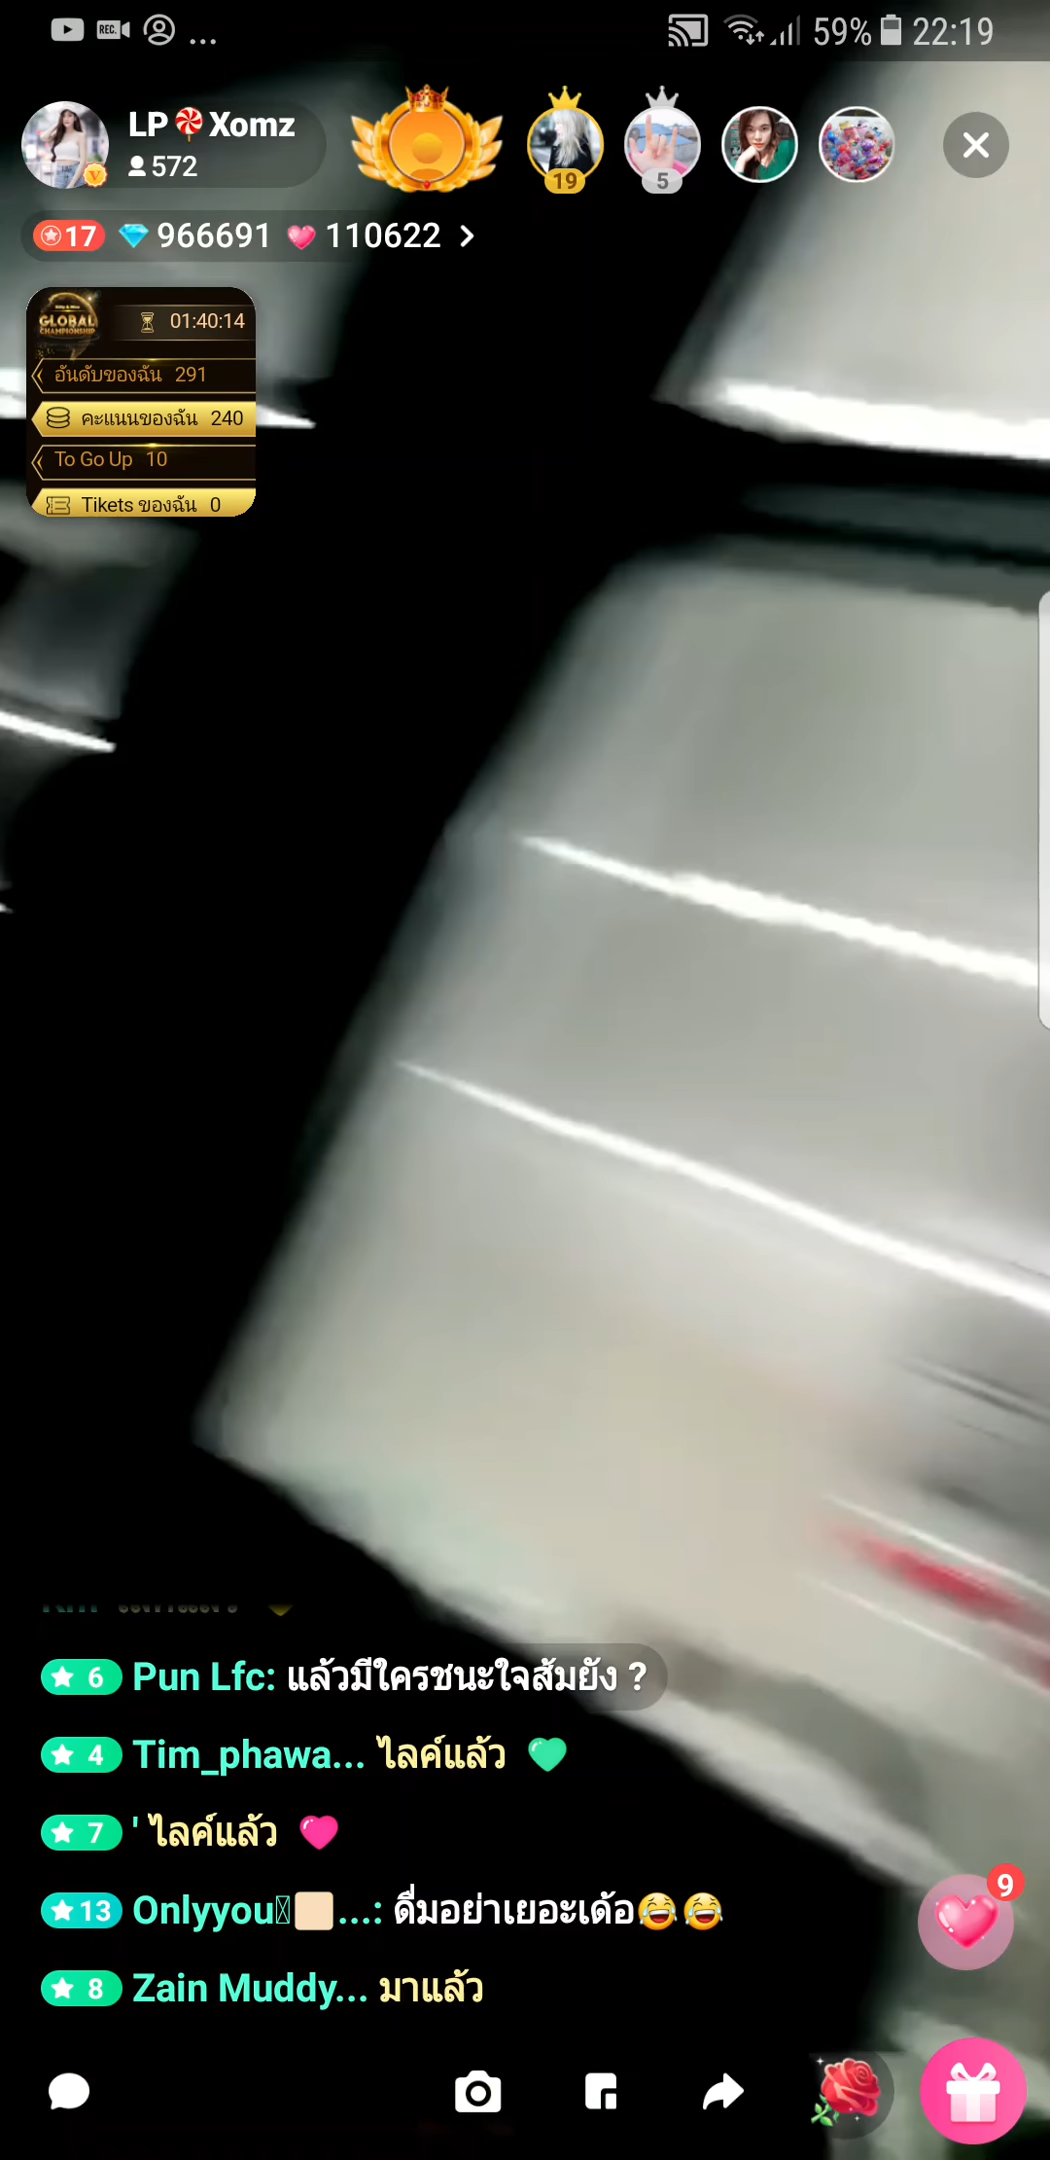 REC.
59% 22:19
LP🍭Xomz
572
19
5
17 966691 110622
GLOBAL
CHAMPIONSHIP
01:40:14
อันดับของฉัน 291
คะแนนของฉัน 240
To Go Up 10
Tikets ของฉัน 0
6 Pun Lfc: แล้วมีใครชนะใจส้มยัง ?
4 Tim_phawa... ไลค์แล้ว
7 ' ไลค์แล้ว
13 Onlyyou...: ดื่มอย่าเยอะเด้อ😂😂
9
8 Zain Muddy... มาแล้ว